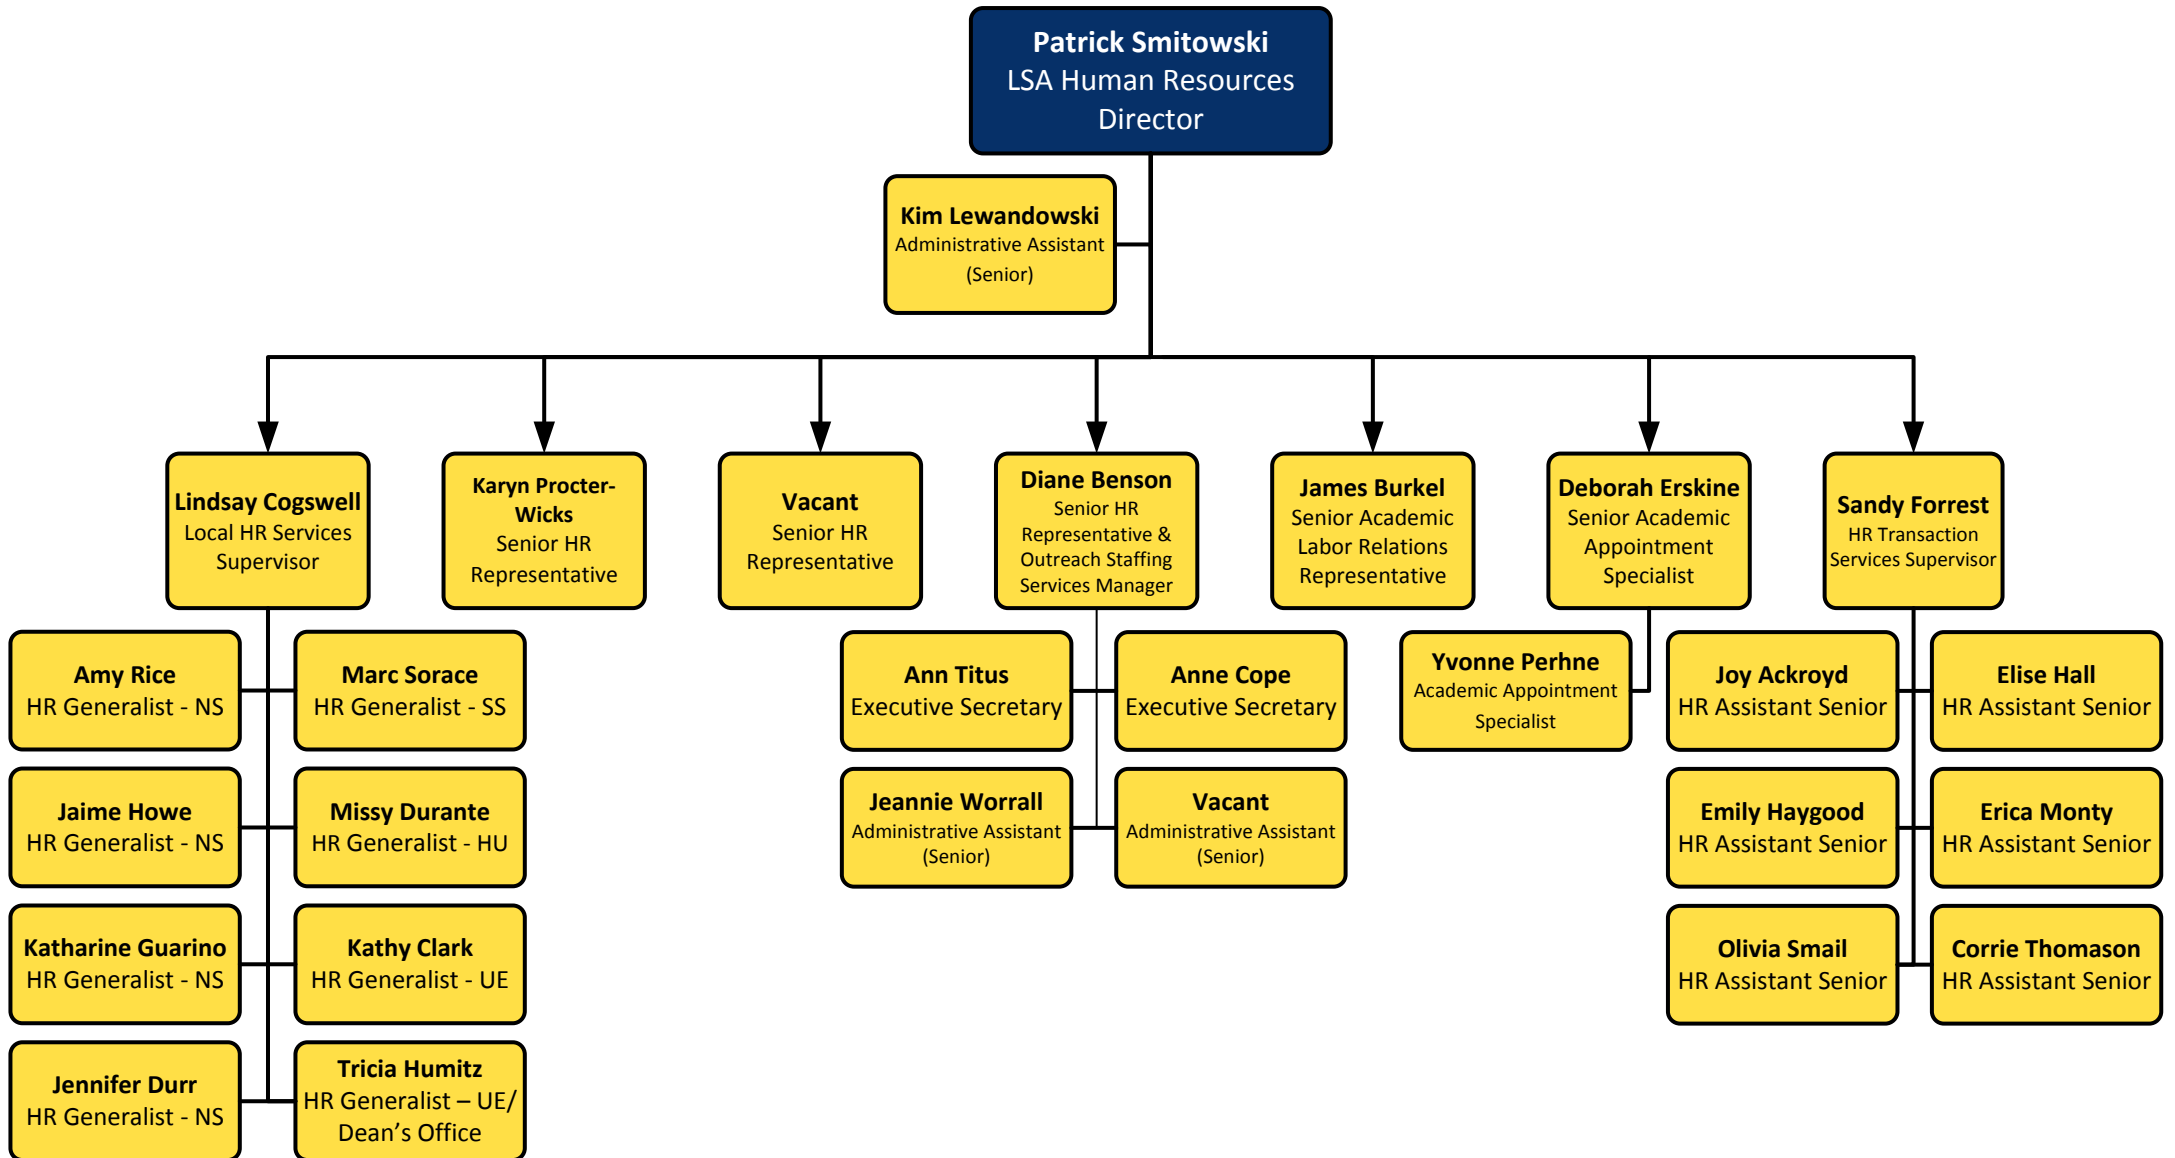 Patrick Smitowski
LSA Human Resources
Director
Kim Lewandowski
Administrative Assistant
(Senior)
Lindsay Cogswell
Local HR Services
Supervisor
Karyn Procter-
Wicks
Senior HR
Representative
Vacant
Senior HR
Representative
Diane Benson
Senior HR
Representative &
Outreach Staffing
Services Manager
James Burkel
Senior Academic
Labor Relations
Representative
Deborah Erskine
Senior Academic
Appointment
Specialist
Sandy Forrest
HR Transaction
Services Supervisor
Amy Rice
HR Generalist - NS
Marc Sorace
HR Generalist - SS
Ann Titus
Executive Secretary
Anne Cope
Executive Secretary
Yvonne Perhne
Academic Appointment
Specialist
Joy Ackroyd
HR Assistant Senior
Elise Hall
HR Assistant Senior
Jaime Howe
HR Generalist - NS
Missy Durante
HR Generalist - HU
Jeannie Worrall
Administrative Assistant
(Senior)
Vacant
Administrative Assistant
(Senior)
Emily Haygood
HR Assistant Senior
Erica Monty
HR Assistant Senior
Katharine Guarino
HR Generalist - NS
Kathy Clark
HR Generalist - UE
Olivia Smail
HR Assistant Senior
Corrie Thomason
HR Assistant Senior
Jennifer Durr
HR Generalist - NS
Tricia Humitz
HR Generalist – UE/
Dean’s Office